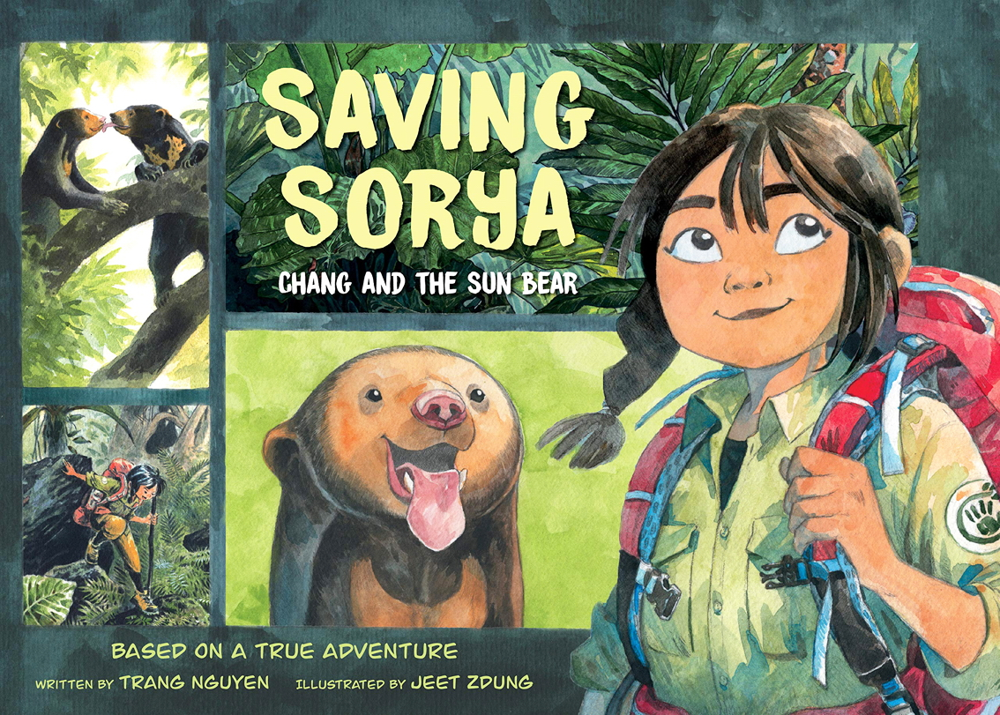 SAVING
SORYA
CHANG AND THE SUN BEAR
BASED ON A TRUE ADVENTURE
WRITTEN BY TRANG NGUYEN ILLUSTRATED BY JEET ZDUNG